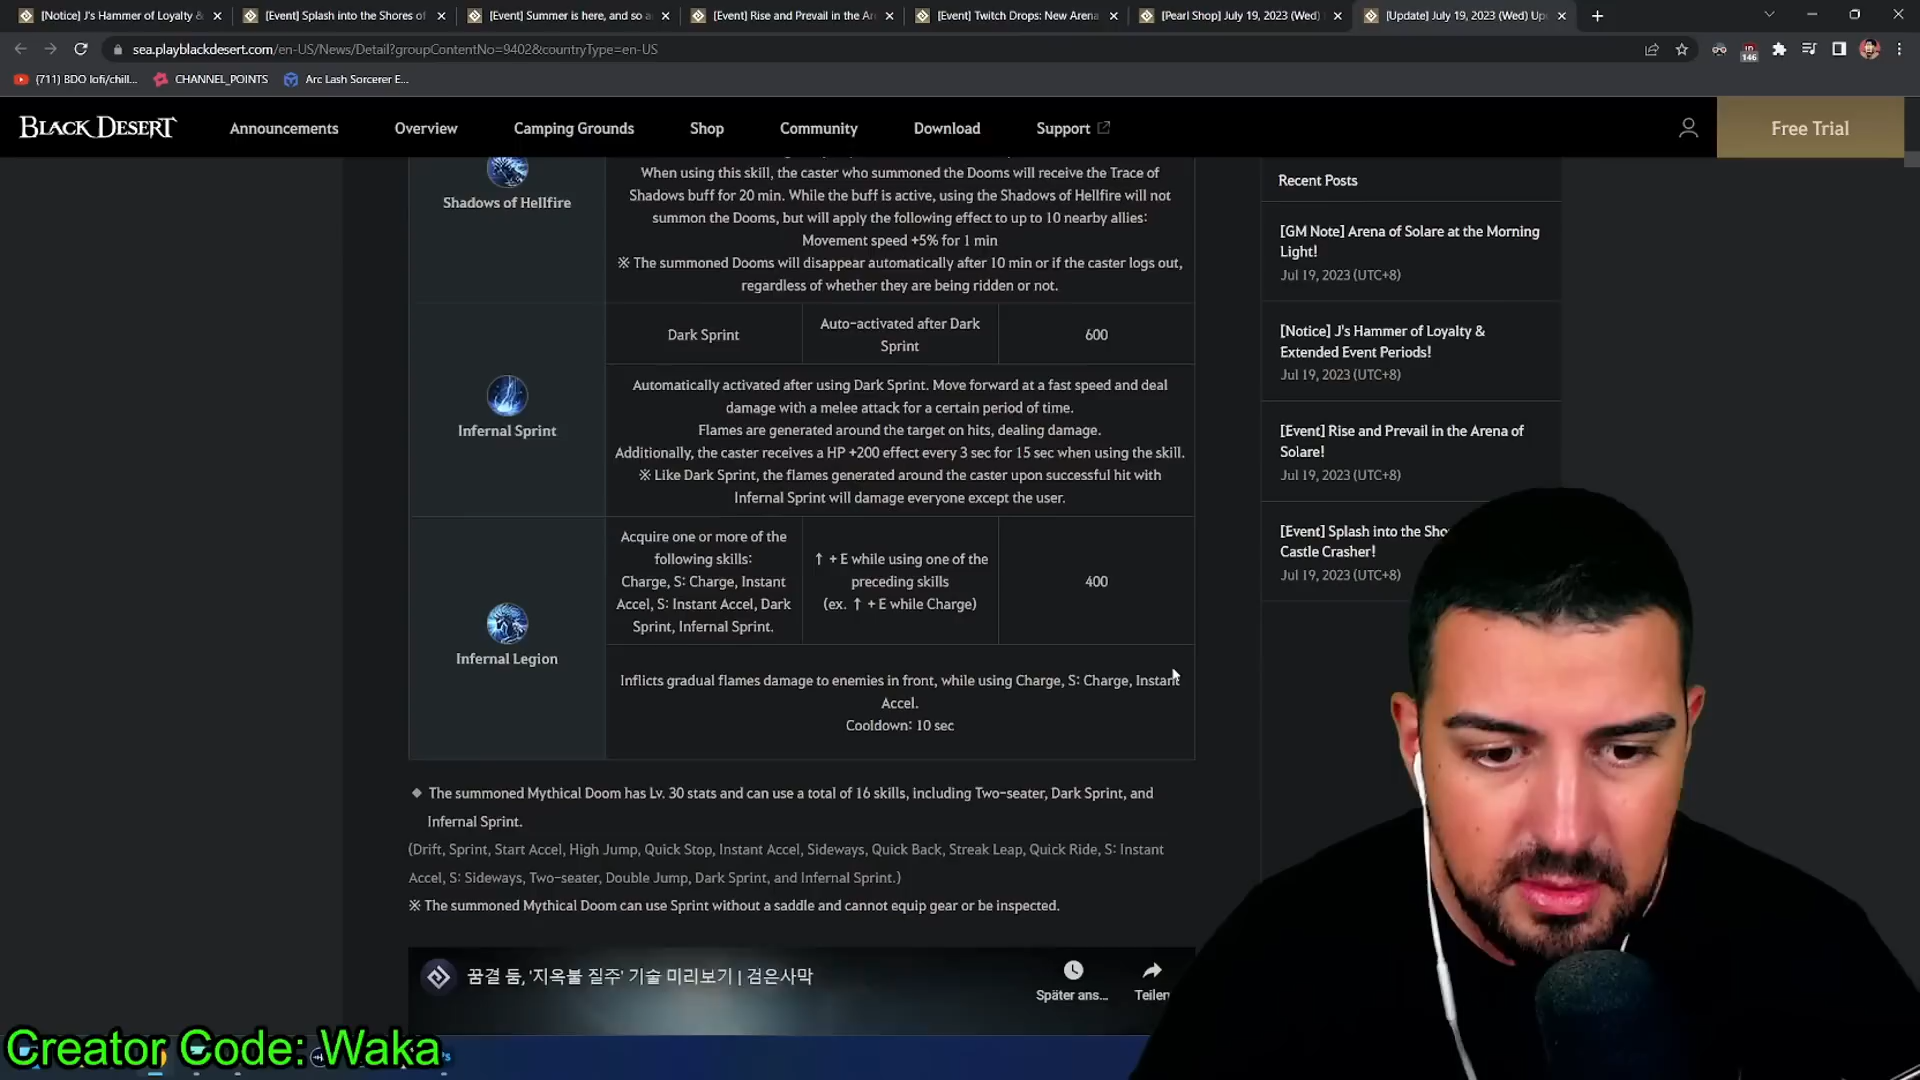 [Notice] J's Hammer of Loyalty &
[Event] Splash into the Shores of
[Event] Summer is here, and so a
[Event] Rise and Prevail in the Ar
[Event] Twitch Drops: New Arena
[Pearl Shop] July 19, 2023 (Wed)
[Update] July 19, 2023 (Wed) Up
sea.playblackdesert.com/en-US/News/Detail?groupContentNo=9402&countryType=en-US
146
(711) BDO lofi/chill...
CHANNEL_POINTS
Arc Lash Sorcerer E...
BLACK DESERT
Announcements
Overview
Camping Grounds
Shop
Community
Download
Support
Free Trial
Shadows of Hellfire
When using this skill, the caster who summoned the Dooms will receive the Trace of
Shadows buff for 20 min. While the buff is active, using the Shadows of Hellfire will not
summon the Dooms, but will apply the following effect to up to 10 nearby allies:
Movement speed +5% for 1 min
※ The summoned Dooms will disappear automatically after 10 min or if the caster logs out,
regardless of whether they are being ridden or not.
Infernal Sprint
Dark Sprint
Auto-activated after Dark
Sprint
600
Automatically activated after using Dark Sprint. Move forward at a fast speed and deal
damage with a melee attack for a certain period of time.
Flames are generated around the target on hits, dealing damage.
Additionally, the caster receives a HP +200 effect every 3 sec for 15 sec when using the skill.
※ Like Dark Sprint, the flames generated around the caster upon successful hit with
Infernal Sprint will damage everyone except the user.
Infernal Legion
Acquire one or more of the
following skills:
Charge, S: Charge, Instant
Accel, S: Instant Accel, Dark
Sprint, Infernal Sprint.
↑ + E while using one of the
preceding skills
(ex. ↑ + E while Charge)
400
Inflicts gradual flames damage to enemies in front, while using Charge, S: Charge, Instant
Accel.
Cooldown: 10 sec
◆ The summoned Mythical Doom has Lv. 30 stats and can use a total of 16 skills, including Two-seater, Dark Sprint, and
Infernal Sprint.
(Drift, Sprint, Start Accel, High Jump, Quick Stop, Instant Accel, Sideways, Quick Back, Streak Leap, Quick Ride, S: Instant
Accel, S: Sideways, Two-seater, Double Jump, Dark Sprint, and Infernal Sprint.)
※ The summoned Mythical Doom can use Sprint without a saddle and cannot equip gear or be inspected.
꿈결 둠, '지옥불 질주' 기술 미리보기 | 검은사막
Später ans...
Teilen
Recent Posts
[GM Note] Arena of Solare at the Morning
Light!
Jul 19, 2023 (UTC+8)
[Notice] J's Hammer of Loyalty &
Extended Event Periods!
Jul 19, 2023 (UTC+8)
[Event] Rise and Prevail in the Arena of
Solare!
Jul 19, 2023 (UTC+8)
[Event] Splash into the Sho
Castle Crasher!
Jul 19, 2023 (UTC+8)
Creator Code: Waka